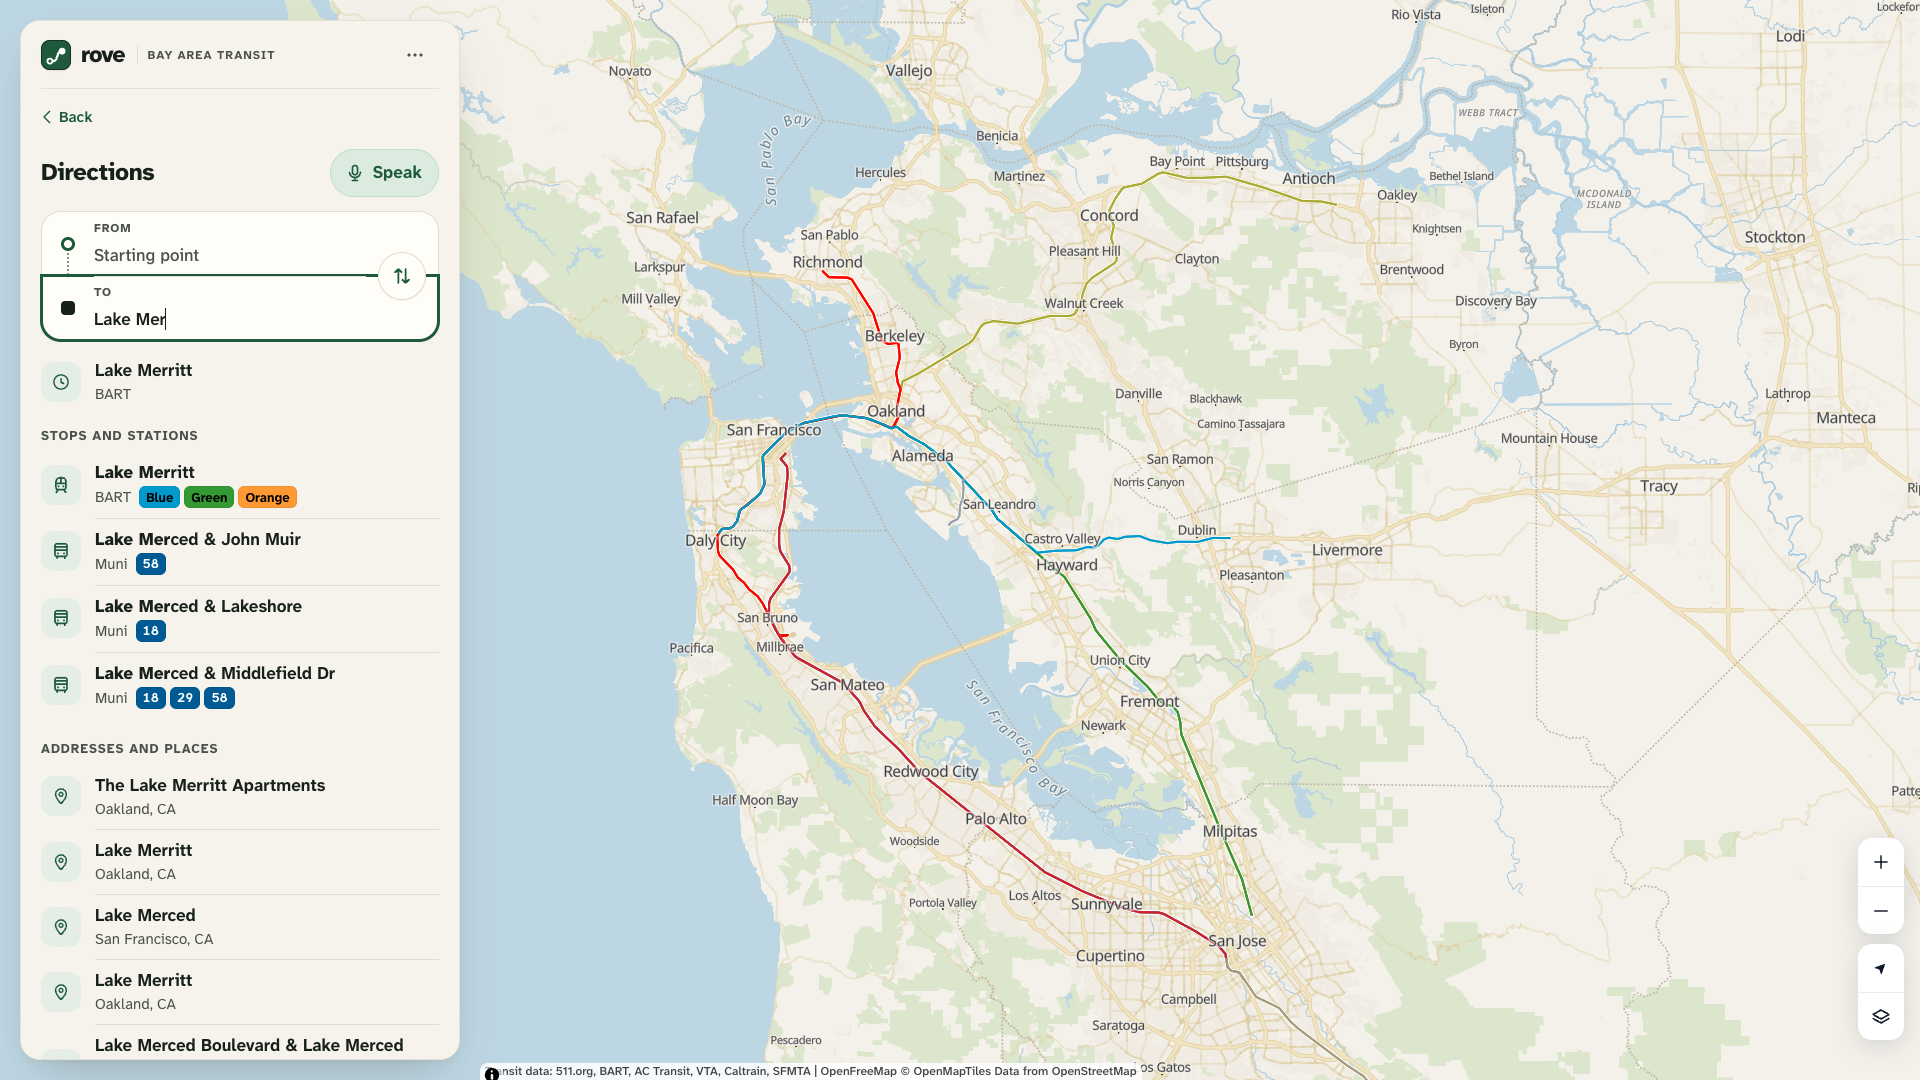 rove
BAY AREA TRANSIT
Back
Directions
Speak
FROM
Starting point
TO
Lake Mer
Lake Merritt
BART
STOPS AND STATIONS
Lake Merritt
BART Blue Green Orange
Lake Merced & John Muir
Muni 58
Lake Merced & Lakeshore
Muni 18
Lake Merced & Middlefield Dr
Muni 18 29 58
ADDRESSES AND PLACES
The Lake Merritt Apartments
Oakland, CA
Lake Merritt
Oakland, CA
Lake Merced
San Francisco, CA
Lake Merritt
Oakland, CA
Lake Merced Boulevard & Lake Merced
Rio Vista
Isleton
Lodi
Novato
Vallejo
San Pablo Bay
WEBB TRACT
Benicia
Bay Point
Pittsburg
Hercules
Martinez
Antioch
Bethel Island
Oakley
MCDONALD
ISLAND
San Rafael
Concord
San Pablo
Knightsen
Stockton
Pleasant Hill
Richmond
Clayton
Larkspur
Brentwood
Mill Valley
Walnut Creek
Discovery Bay
Berkeley
Byron
Danville
Blackhawk
Lathrop
Oakland
Manteca
San Francisco
Camino Tassajara
Mountain House
Alameda
San Ramon
Norris Canyon
Tracy
San Leandro
Dublin
Daly City
Castro Valley
Livermore
Hayward
Pleasanton
San Bruno
Pacifica
Millbrae
Union City
San Mateo
San Francisco Bay
Fremont
Newark
Redwood City
Half Moon Bay
Palo Alto
Milpitas
Woodside
Los Altos
Portola Valley
Sunnyvale
San Jose
Cupertino
Campbell
Saratoga
Pescadero
os Gatos
nsit data: 511.org, BART, AC Transit, VTA, Caltrain, SFMTA | OpenFreeMap © OpenMapTiles Data from OpenStreetMap